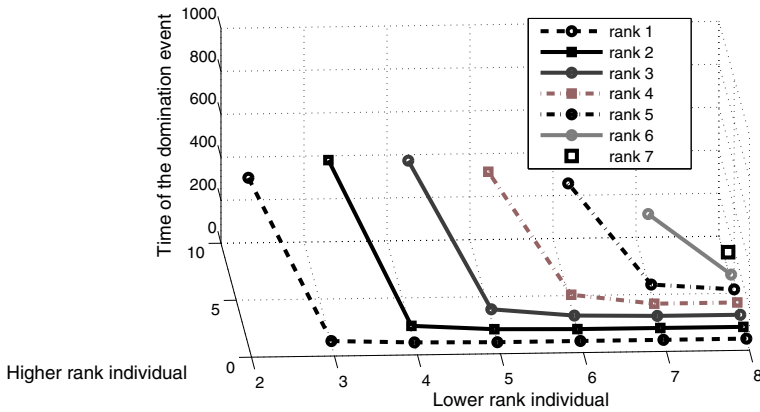 1000
800
600
400
200
0
Time of the domination event
10
5
0
Higher rank individual
2
3
4
5
6
7
8
Lower rank individual
rank 1
rank 2
rank 3
rank 4
rank 5
rank 6
rank 7